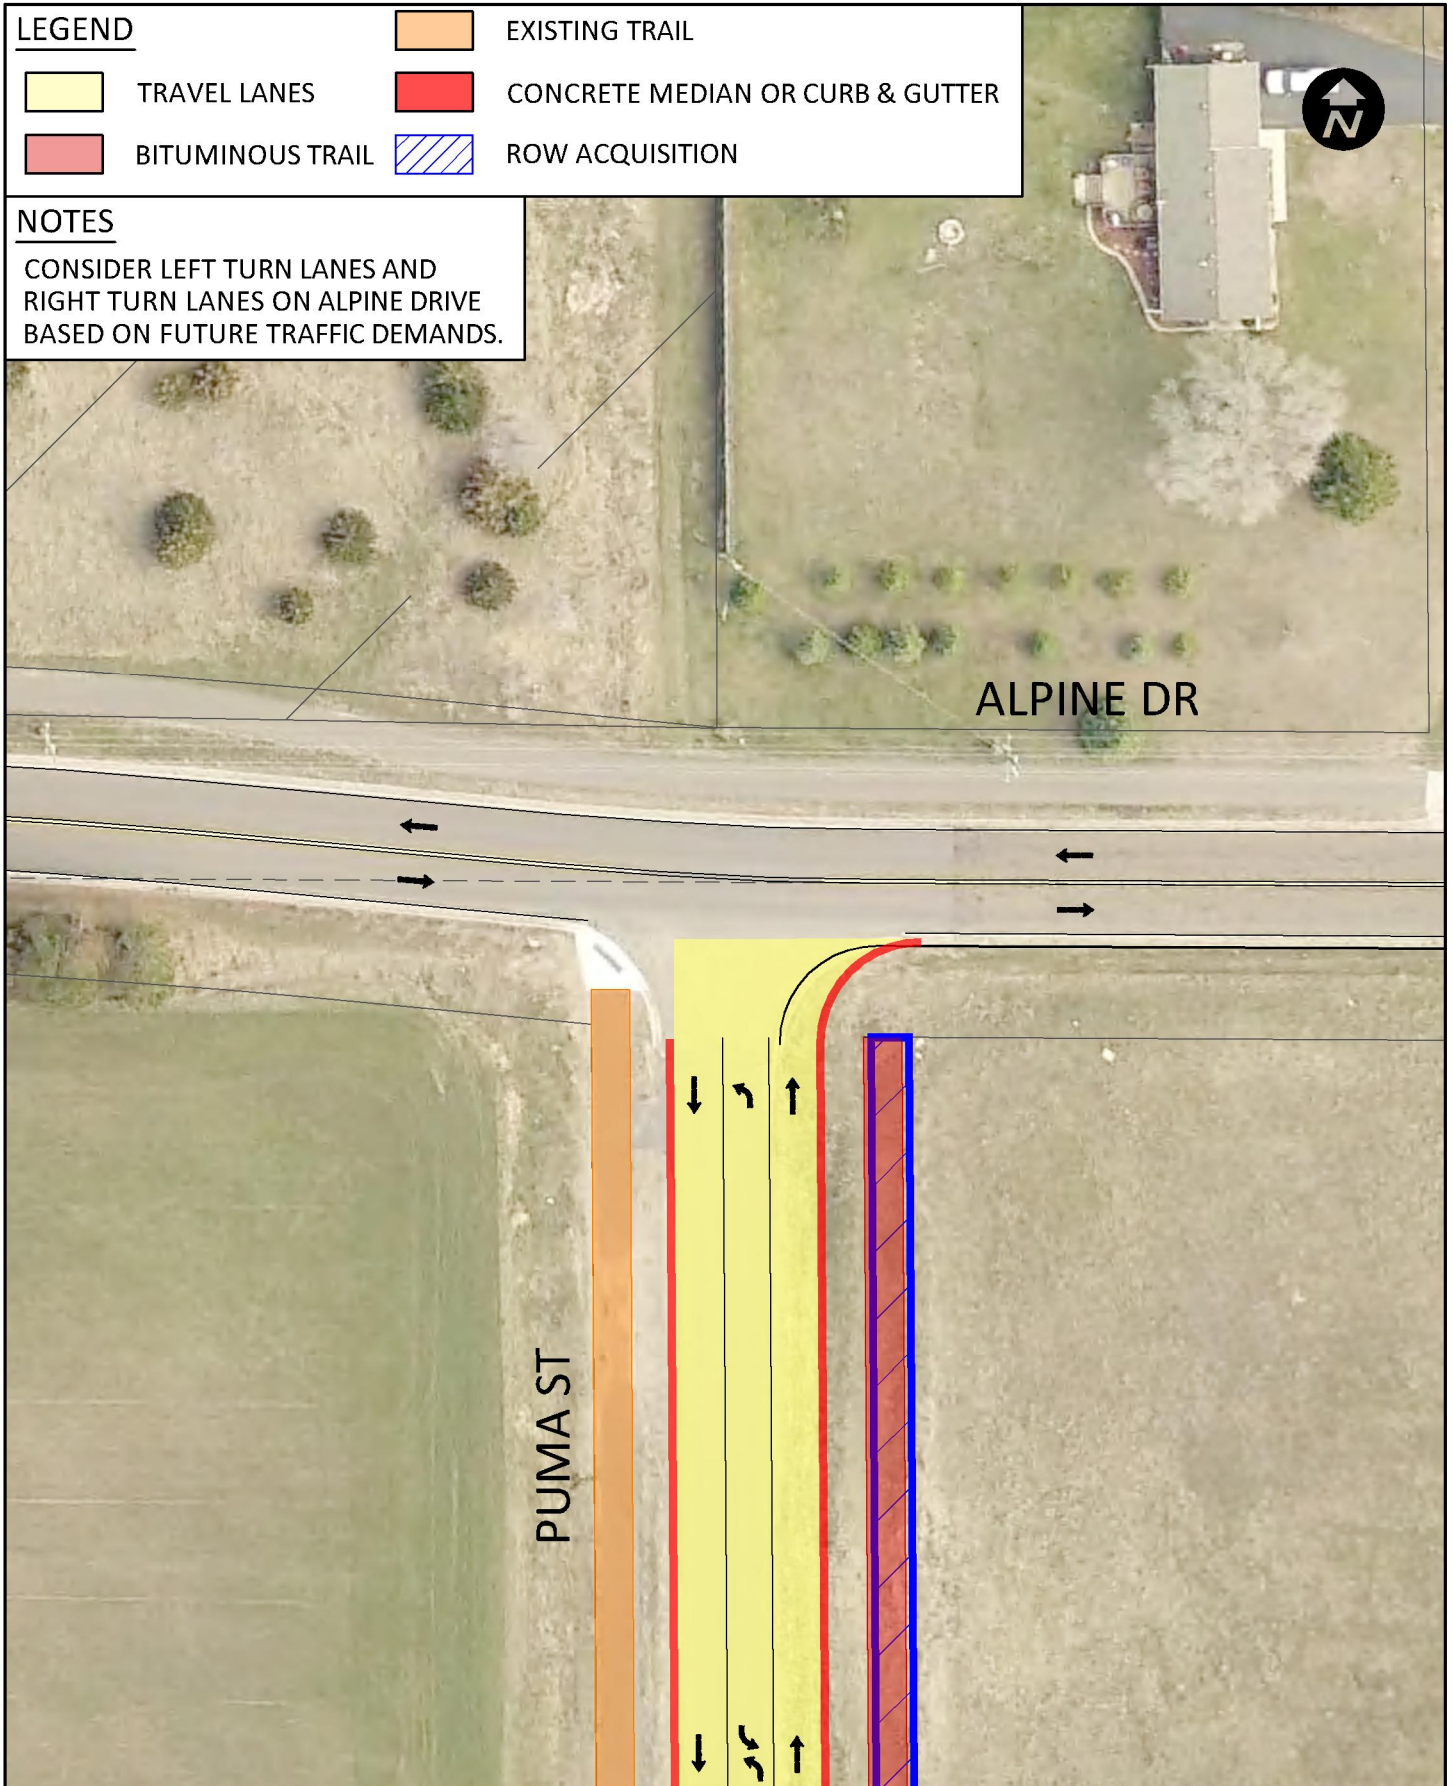 LEGEND
EXISTING TRAIL
TRAVEL LANES
CONCRETE MEDIAN OR CURB & GUTTER
BITUMINOUS TRAIL
ROW ACQUISITION
N
NOTES
CONSIDER LEFT TURN LANES AND
RIGHT TURN LANES ON ALPINE DRIVE
BASED ON FUTURE TRAFFIC DEMANDS.
ALPINE DR
PUMA ST